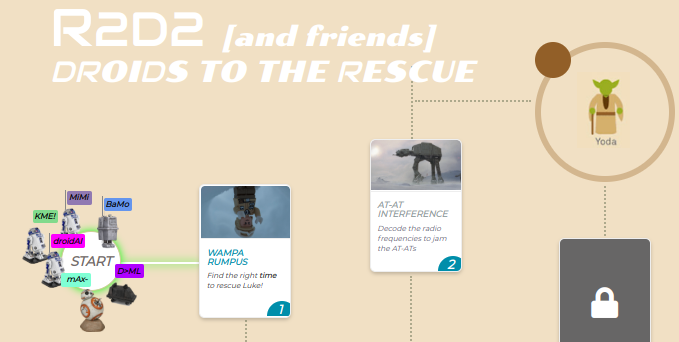 R2D2 [and friends]
DROIDS TO THE RESCUE
Yoda
MiMi
BaMo
KME!
droidA!
START
D>ML
mAx-
WAMPA
RUMPUS
Find the right time
to rescue Luke!
1
AT-AT
INTERFERENCE
Decode the radio
frequencies to jam
the AT-ATs
2